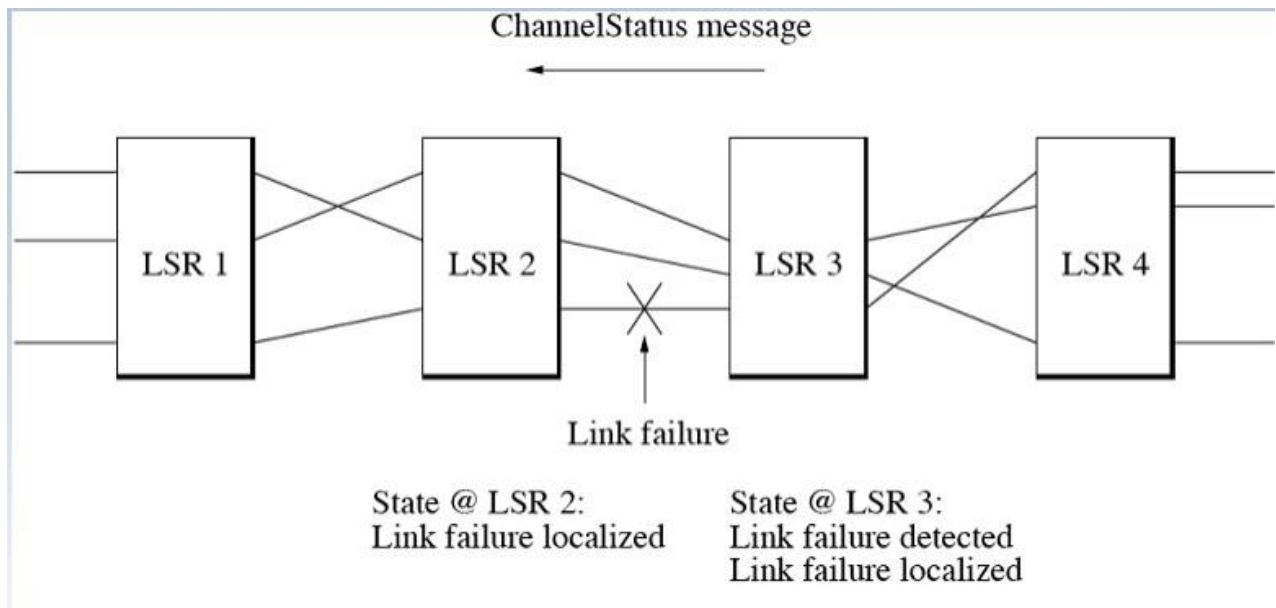 ChannelStatus message
LSR 1
LSR 2
LSR 3
LSR 4
Link failure
State @ LSR 2:
Link failure localized
State @ LSR 3:
Link failure detected
Link failure localized